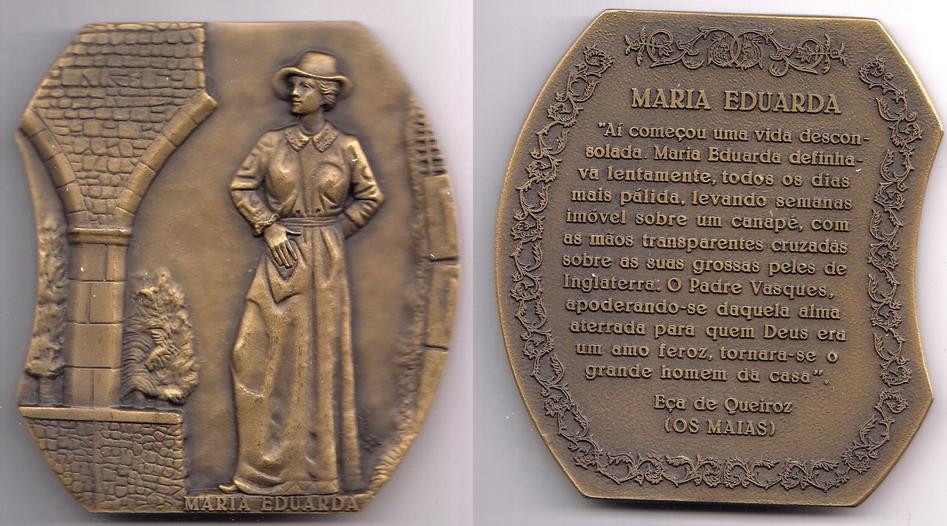 MARIA EDUARDA
MARIA EDUARDA
"Aí começou uma vida descon-
solada. Maria Eduarda definha-
va lentamente, todos os dias
mais pálida, levando semanas
imóvel sobre um canapé, com
as mãos transparentes cruzadas
sobre as suas grossas peles de
Inglaterra. O Padre Vasques,
apoderando-se daquela alma
aterrada para quem Deus era
um amo feroz, tornara-se o
grande homem da casa".
Eça de Queiroz
(OS MAIAS)